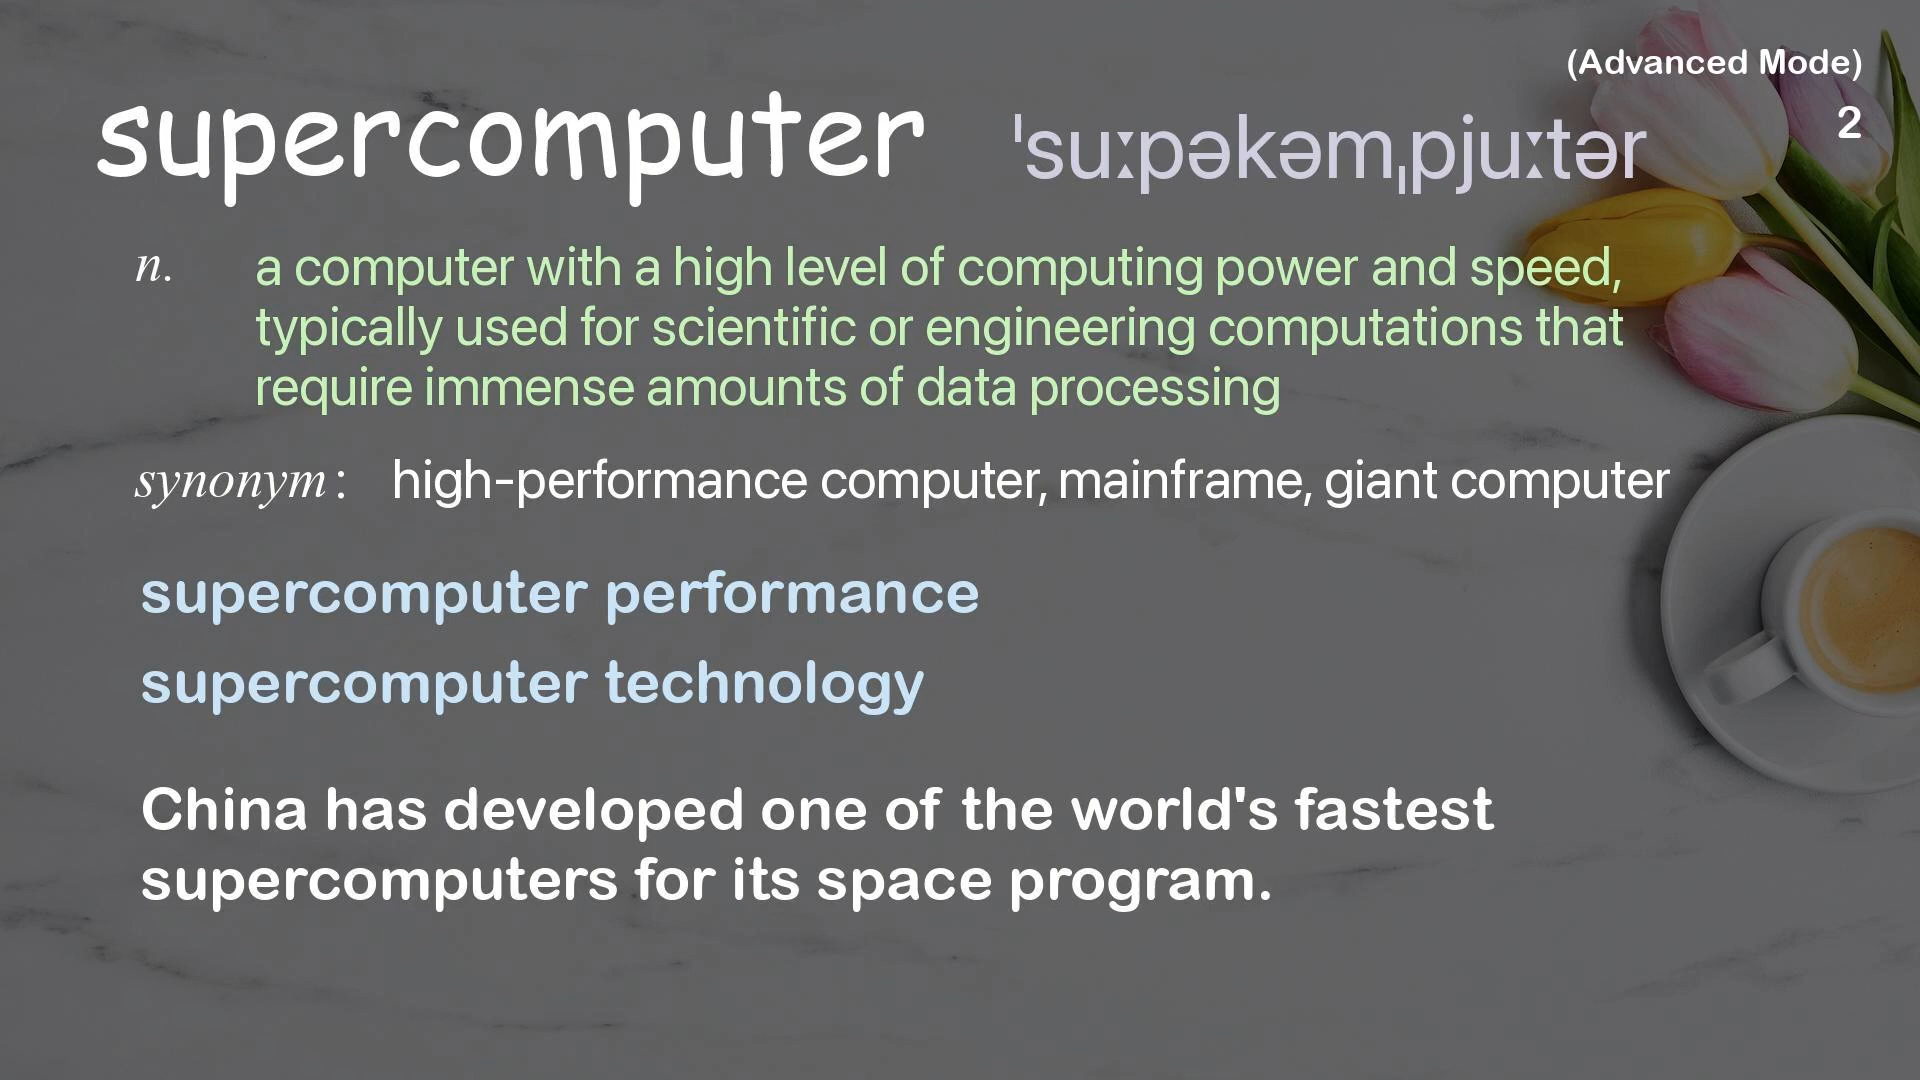 (Advanced Mode)
supercomputer ˈsuːpəkəmˌpjuːtər
2
n. a computer with a high level of computing power and speed,
typically used for scientific or engineering computations that
require immense amounts of data processing
synonym : high-performance computer, mainframe, giant computer
supercomputer performance
supercomputer technology
China has developed one of the world's fastest
supercomputers for its space program.